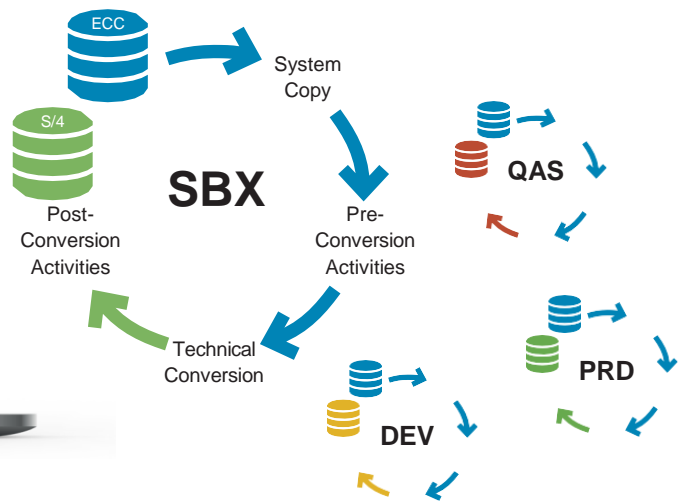 ECC
System
Copy
S/4
SBX
Pre-
Conversion
Activities
Post-
Conversion
Activities
Technical
Conversion
QAS
PRD
DEV